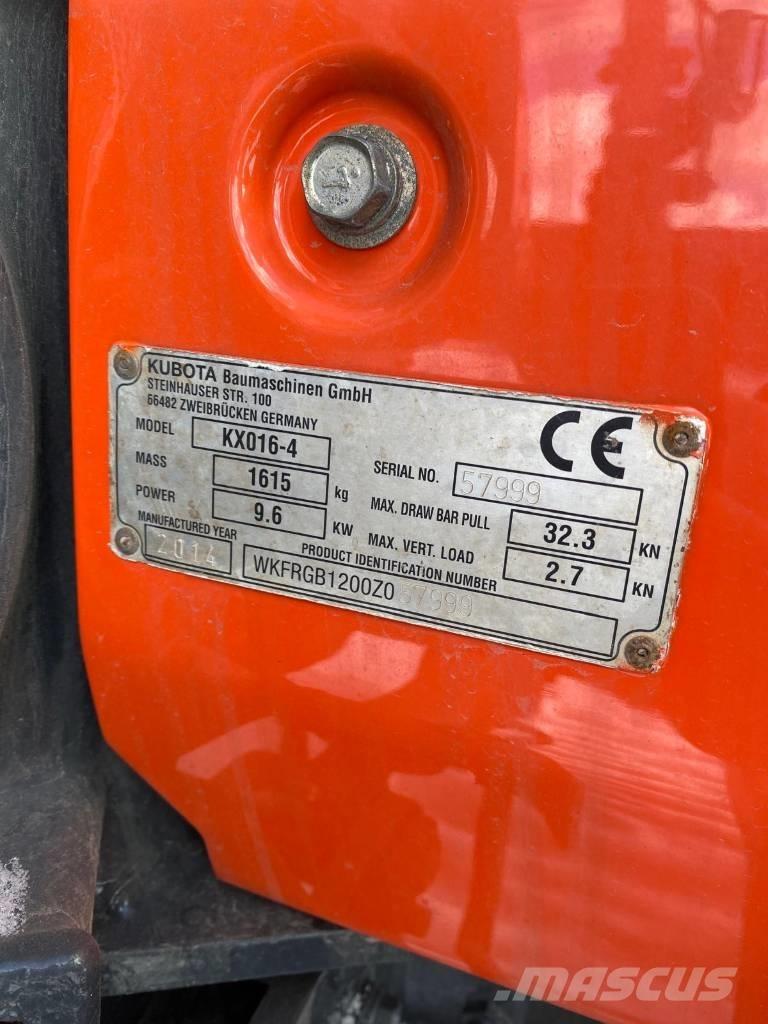 KUBOTA Baumaschinen GmbH
STEINHAUSER STR. 100
66482 ZWEIBRÜCKEN GERMANY
CE
MODEL KX016-4
SERIAL NO. 57999
MASS 1615 kg
MAX. DRAW BAR PULL 32.3 KN
POWER 9.6 KW
MAX. VERT. LOAD 2.7 KN
MANUFACTURED YEAR 2014
PRODUCT IDENTIFICATION NUMBER
WKFRGB1200Z057999
MASCUS